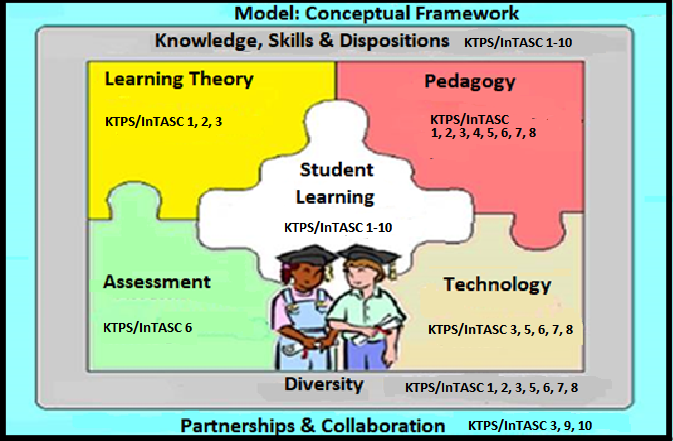 Model: Conceptual Framework
Knowledge, Skills & Dispositions KTPS/InTASC 1-10
Learning Theory
KTPS/InTASC 1, 2, 3
Pedagogy
KTPS/InTASC
1, 2, 3, 4, 5, 6, 7, 8
Student
Learning
KTPS/InTASC 1-10
Assessment
KTPS/InTASC 6
Technology
KTPS/InTASC 3, 5, 6, 7, 8
Diversity KTPS/InTASC 1, 2, 3, 5, 6, 7, 8
Partnerships & Collaboration KTPS/InTASC 3, 9, 10